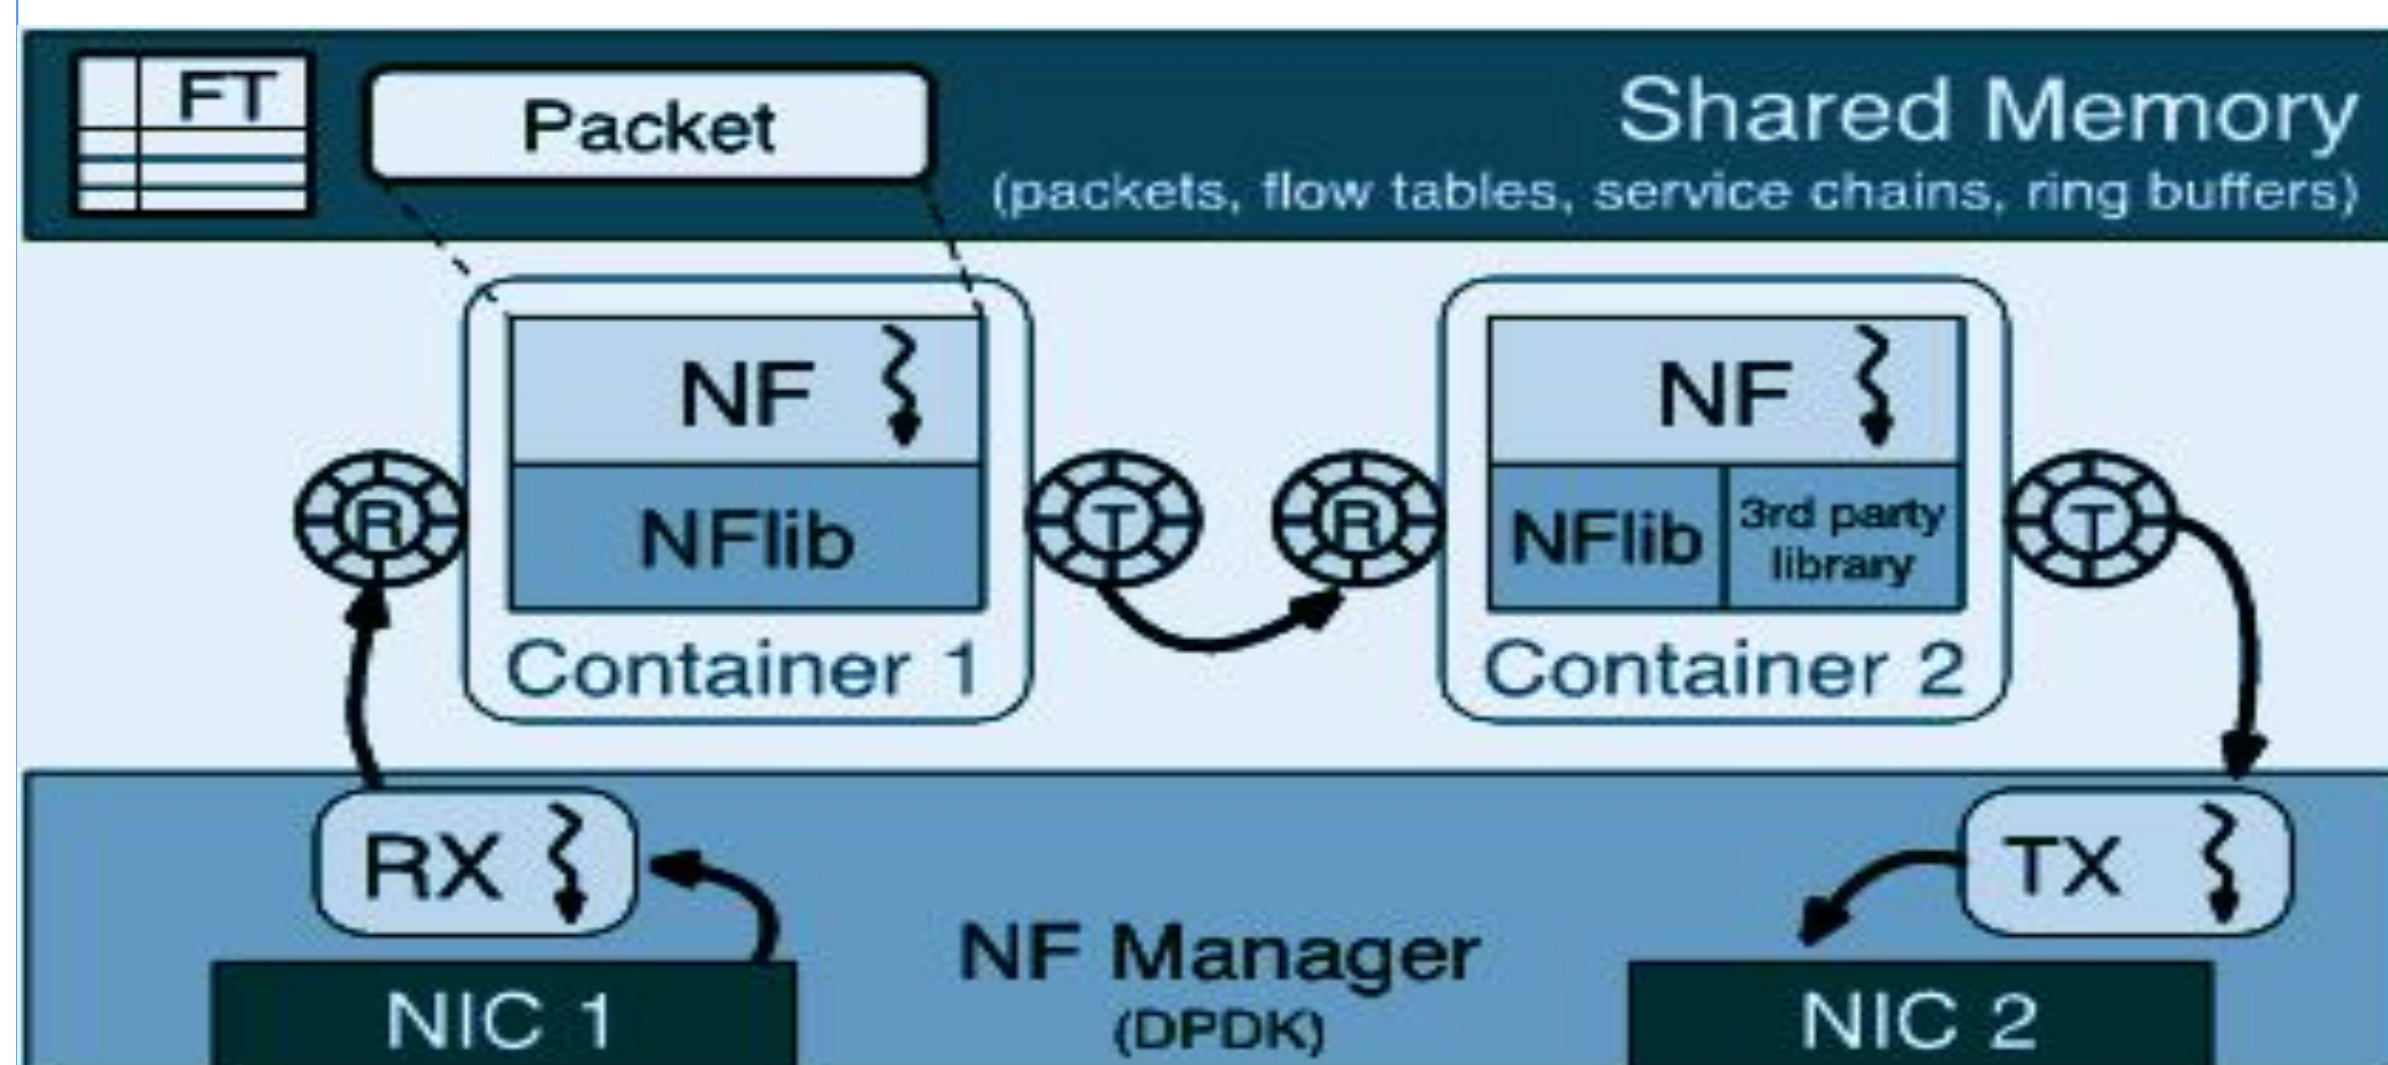 FT
Packet
Shared Memory
(packets, flow tables, service chains, ring buffers)
NF
NF
R
NFlib
T
R
NFlib
3rd party
library
T
Container 1
Container 2
RX
TX
NF Manager
(DPDK)
NIC 1
NIC 2